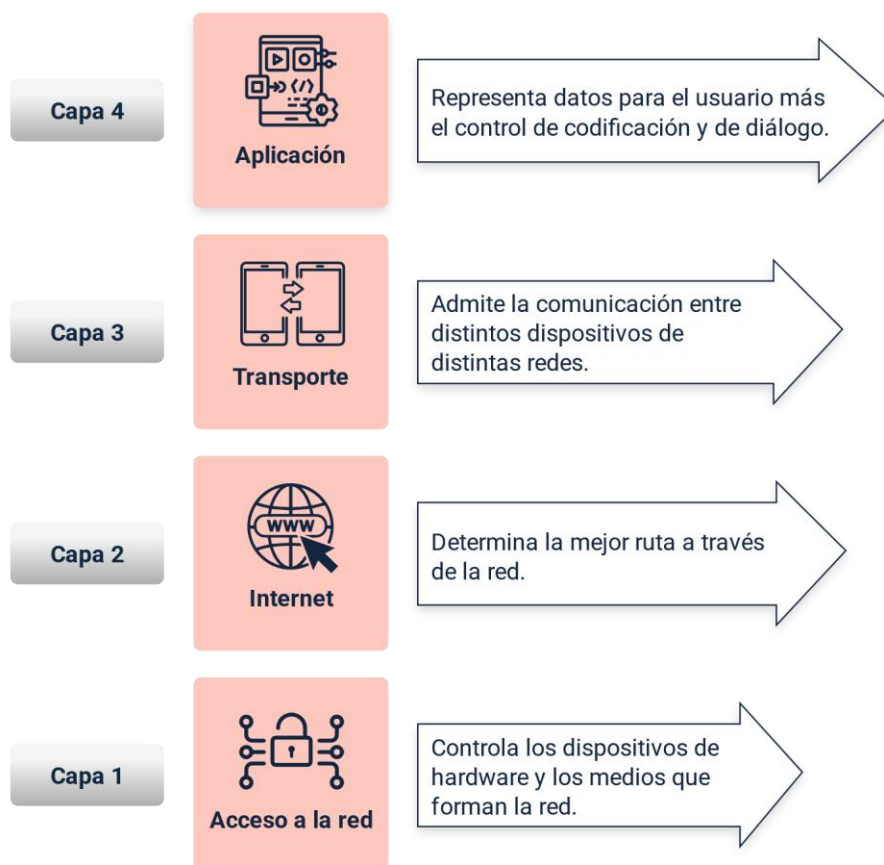 Capa 4
Aplicación
Representa datos para el usuario más
el control de codificación y de diálogo.
Capa 3
Transporte
Admite la comunicación entre
distintos dispositivos de
distintas redes.
Capa 2
WWW
Internet
Determina la mejor ruta a través
de la red.
Capa 1
Acceso a la red
Controla los dispositivos de
hardware y los medios que
forman la red.